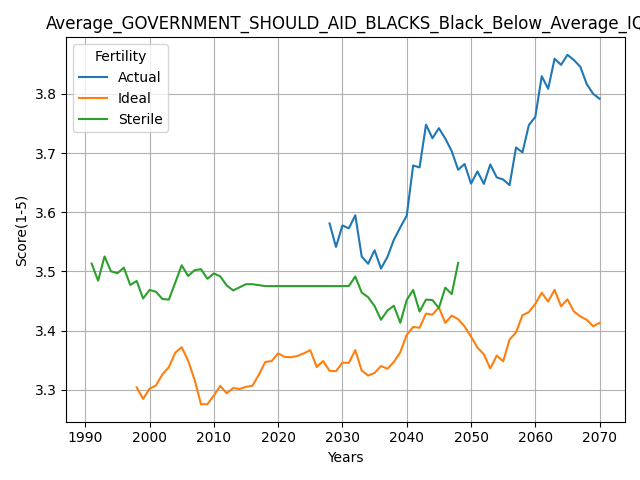 Average_GOVERNMENT_SHOULD_AID_BLACKS_Black_Below_Average_IQ
Fertility
Actual
Ideal
Sterile
Score(1-5)
3.8
3.7
3.6
3.5
3.4
3.3
1990 2000 2010 2020 2030 2040 2050 2060 2070
Years